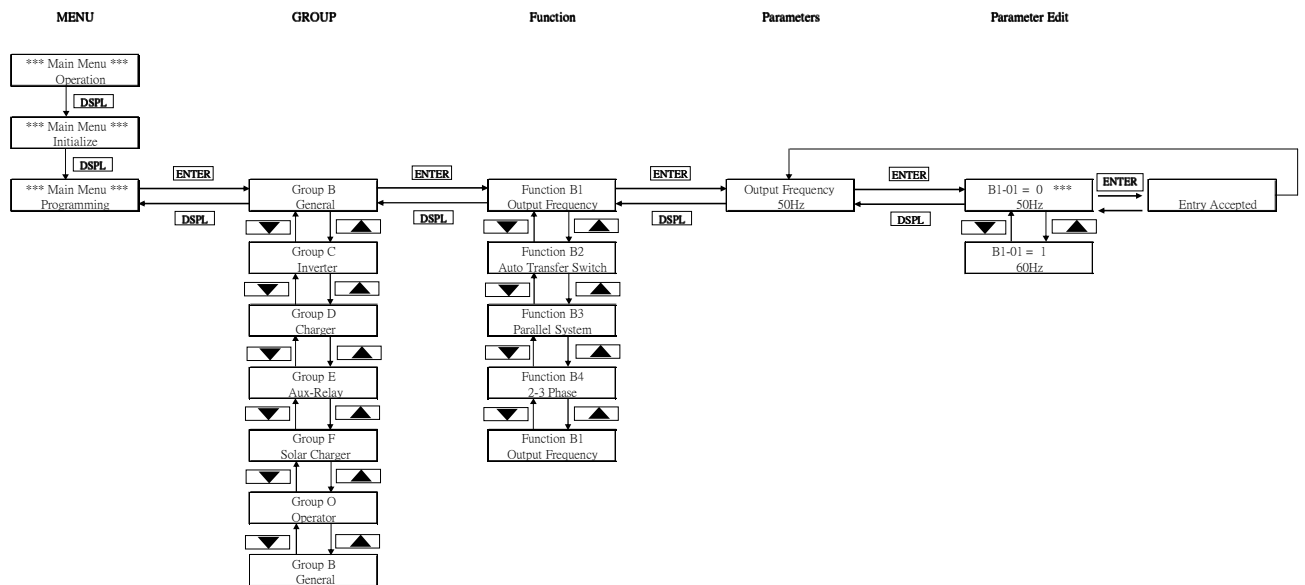 MENU GROUP Function Parameters Parameter Edit
*** Main Menu ***
Operation
DSPL
*** Main Menu ***
Initialize
DSPL
*** Main Menu ***
Programming
ENTER
DSPL
Group B
General
Group C
Inverter
Group D
Charger
Group E
Aux-Relay
Group F
Solar Charger
Group O
Operator
Group B
General
ENTER
DSPL
Function B1
Output Frequency
Function B2
Auto Transfer Switch
Function B3
Parallel System
Function B4
2-3 Phase
Function B1
Output Frequency
ENTER
DSPL
Output Frequency
50Hz
ENTER
DSPL
B1-01 = 0 ***
50Hz
B1-01 = 1
60Hz
ENTER
Entry Accepted